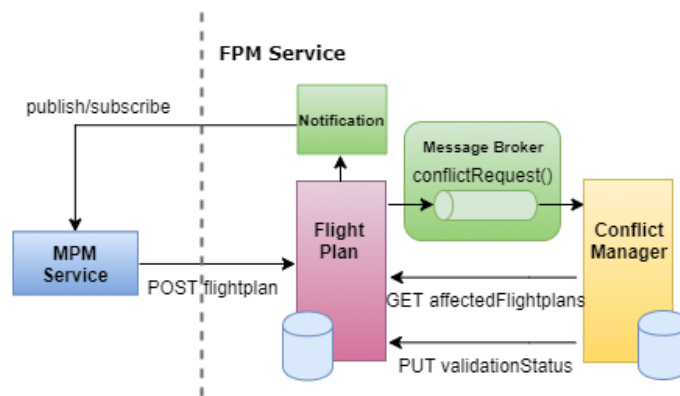 FPM Service
publish/subscribe
Notification
Message Broker
conflictRequest()
Flight
Plan
Conflict
Manager
MPM
Service
POST flightplan
GET affectedFlightplans
PUT validationStatus